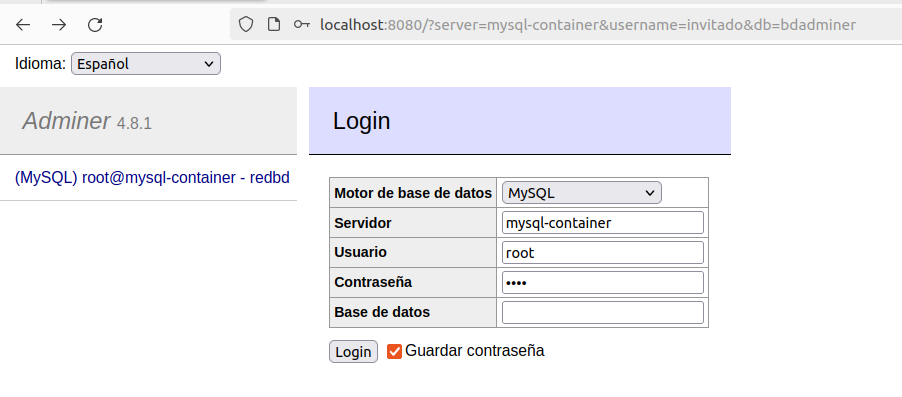 localhost:8080/?server=mysql-container&username=invitado&db=bdadminer
Idioma: Español
Adminer 4.8.1
(MySQL) root@mysql-container - redbd
Login
Motor de base de datos MySQL
Servidor mysql-container
Usuario root
Contraseña ••••
Base de datos
Login Guardar contraseña